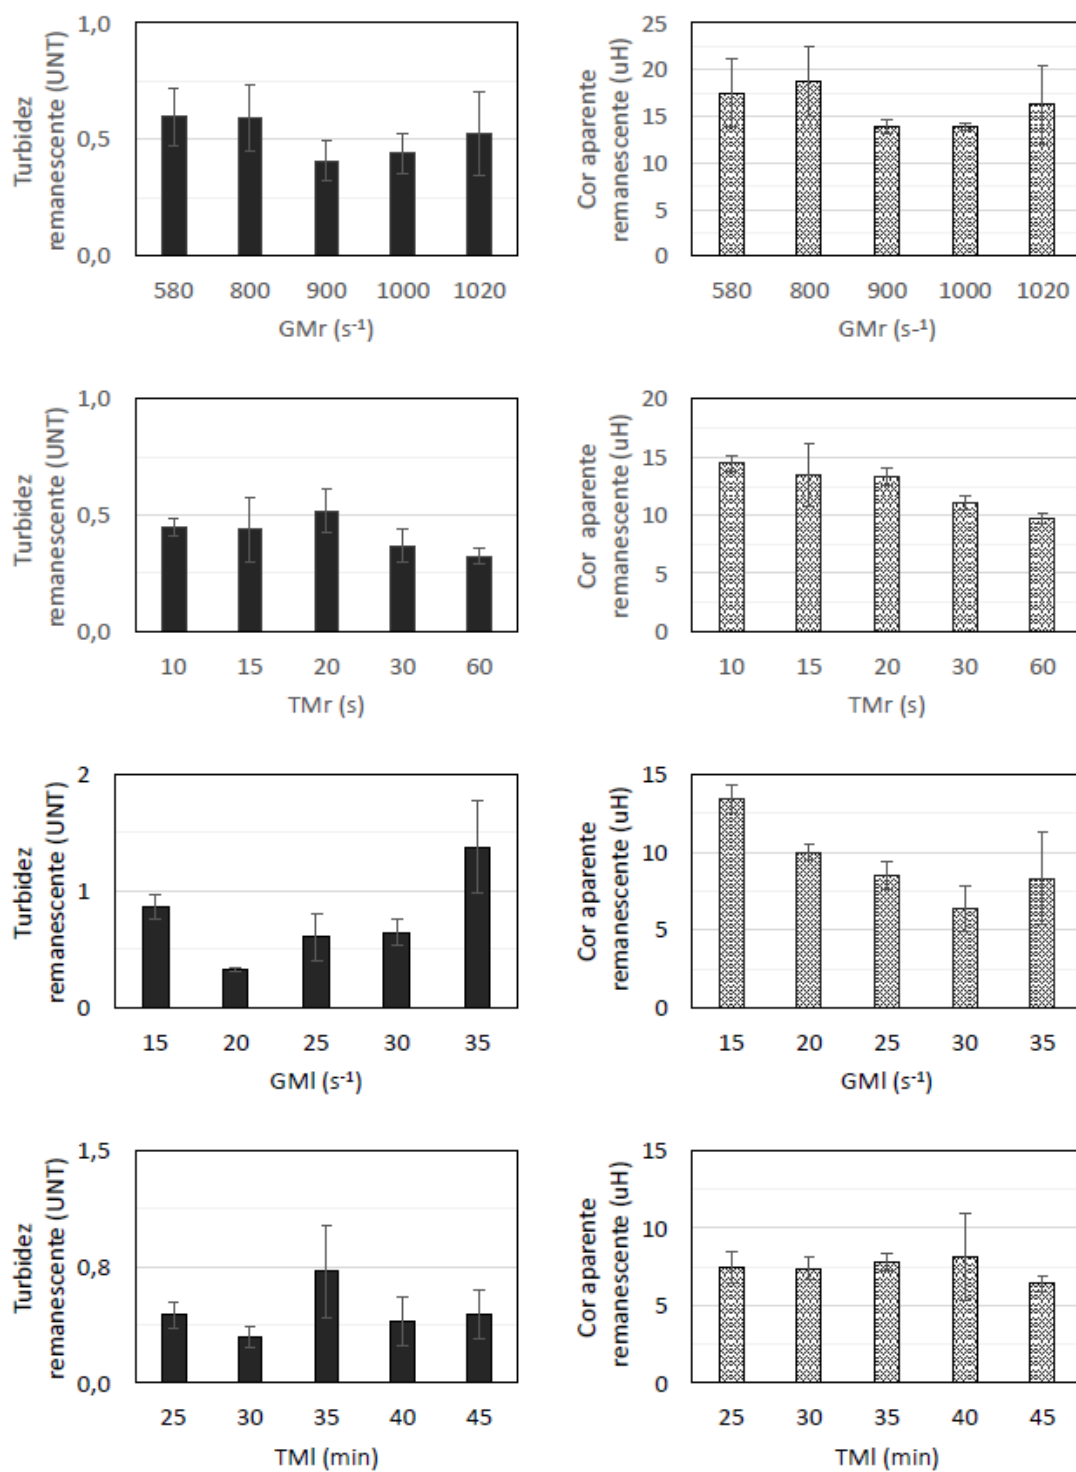 Turbidez
remanescente (UNT)
1,0
0,5
0,0
580 800 900 1000 1020
GMr (s-1)
Cor aparente
remanescente (uH)
25
20
15
10
5
0
580 800 900 1000 1020
GMr (s-1)
Turbidez
remanescente (UNT)
1,0
0,5
0,0
10 15 20 30 60
TMr (s)
Cor aparente
remanescente (uH)
20
15
10
5
0
10 15 20 30 60
TMr (s)
Turbidez
remanescente (UNT)
2
1
0
15 20 25 30 35
GMl (s-1)
Cor aparente
remanescente (uH)
15
10
5
0
15 20 25 30 35
GMl (s-1)
Turbidez
remanescente (UNT)
1,5
0,8
0,0
25 30 35 40 45
TMl (min)
Cor aparente
remanescente (uH)
15
10
5
0
25 30 35 40 45
TMl (min)